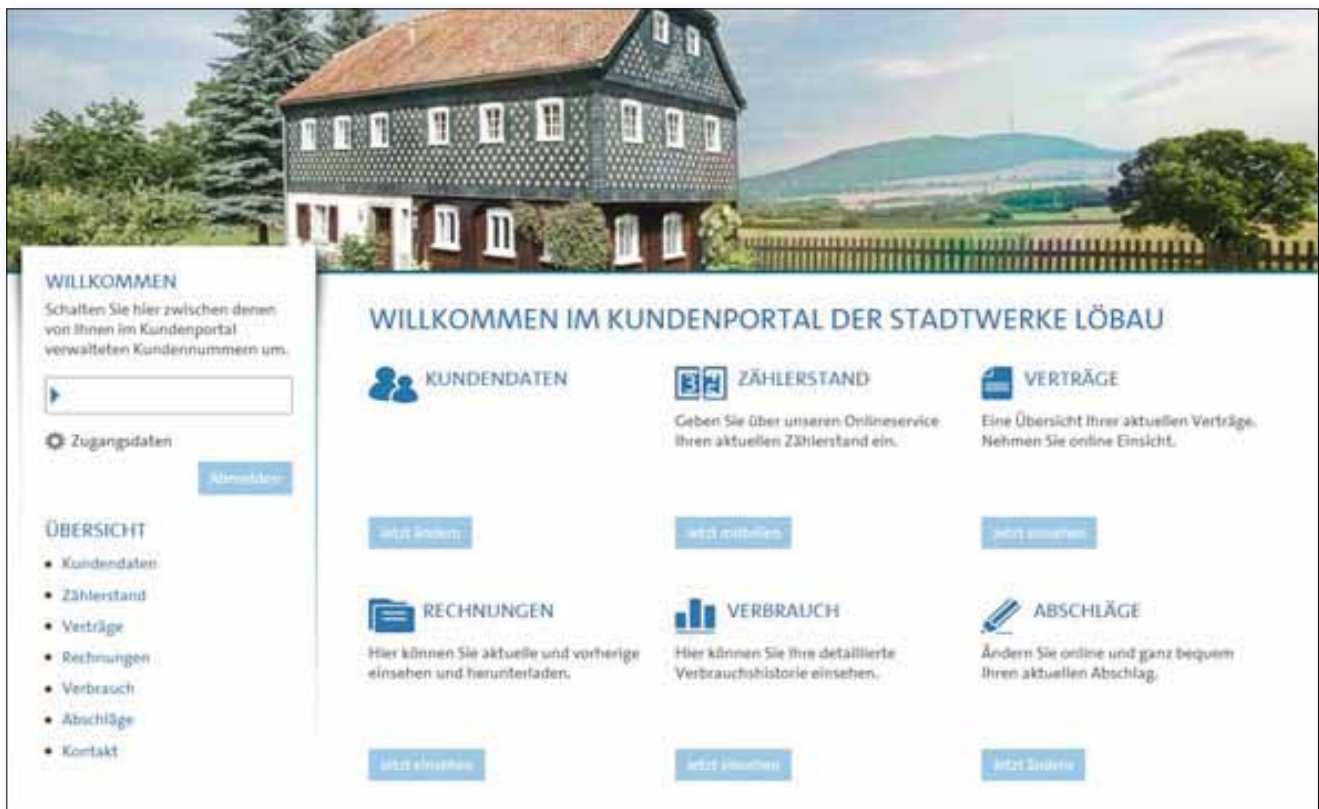 WILLKOMMEN
Schalten Sie hier zwischen denen
von Ihnen im Kundenportal
verwalteten Kundennummern um.
Zugangsdaten
Abmelden
ÜBERSICHT
Kundendaten
Zählerstand
Verträge
Rechnungen
Verbrauch
Abschläge
Kontakt
WILLKOMMEN IM KUNDENPORTAL DER STADTWERKE LÖBAU
KUNDENDATEN
Jetzt ändern
ZÄHLERSTAND
Geben Sie über unseren Onlineservice
Ihren aktuellen Zählerstand ein.
Jetzt mitteilen
VERTRÄGE
Eine Übersicht Ihrer aktuellen Verträge.
Nehmen Sie online Einsicht.
Jetzt einsehen
RECHNUNGEN
Hier können Sie aktuelle und vorherige
einsehen und herunterladen.
Jetzt einsehen
VERBRAUCH
Hier können Sie Ihre detaillierte
Verbrauchshistorie einsehen.
Jetzt einsehen
ABSCHLÄGE
Ändern Sie online und ganz bequem
Ihren aktuellen Abschlag.
Jetzt ändern